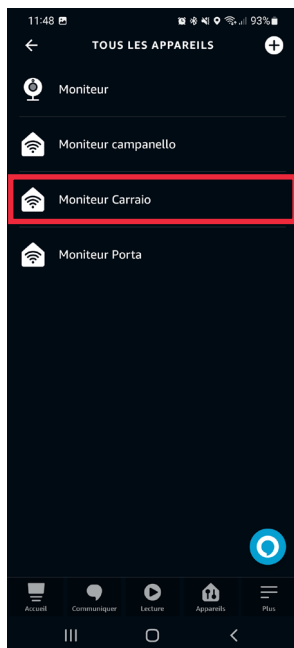 11:48 93%
TOUS LES APPAREILS
Moniteur
Moniteur campanello
Moniteur Carraio
Moniteur Porta
Accueil Communiquer Lecture Appareils Plus